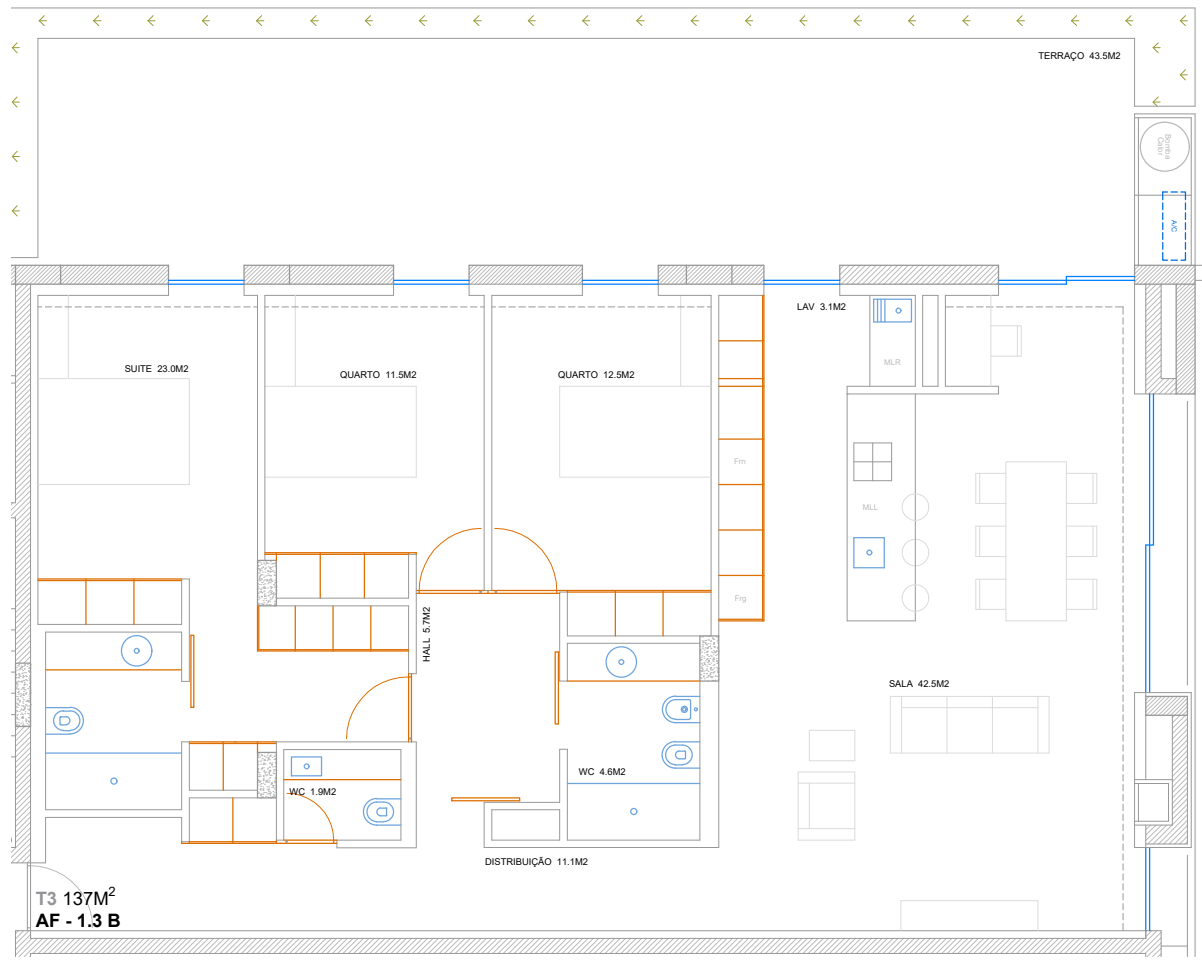 TERRAÇO 43.5M2
Bomba
Calor
A/C
LAV 3.1M2
MLR
SUITE 23.0M2
QUARTO 11.5M2
QUARTO 12.5M2
Frn
MLL
Frg
HALL 5.7M2
SALA 42.5M2
WC 4.6M2
WC 1.9M2
DISTRIBUIÇÃO 11.1M2
T3 137M²
AF - 1.3 B